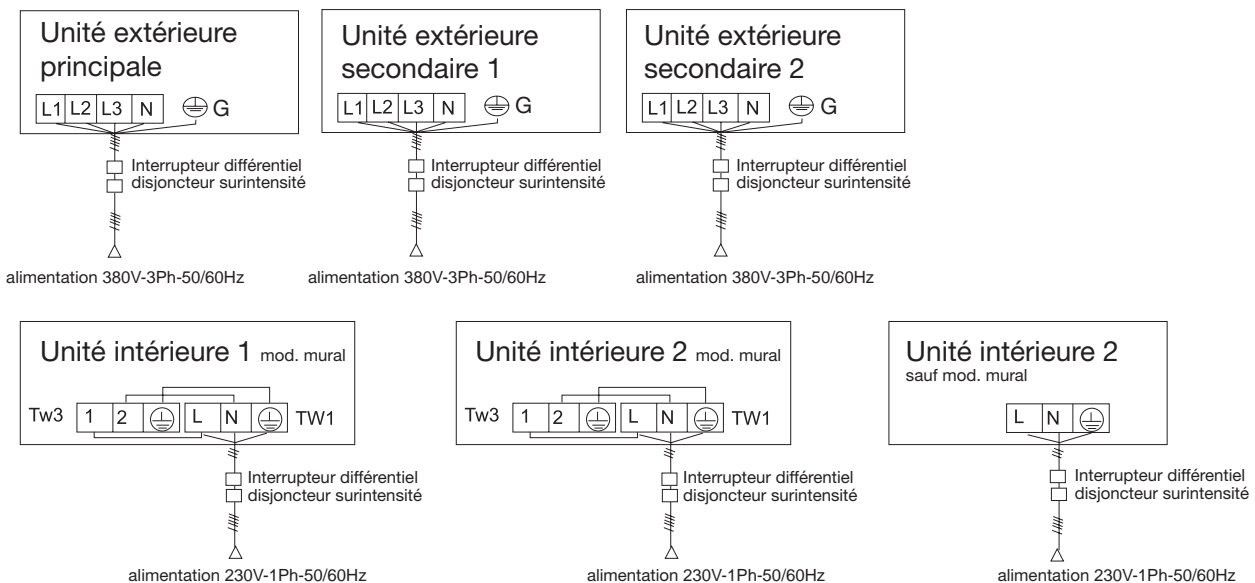 Unité extérieure
principale
L1 L2 L3 N G
Interrupteur différentiel
disjoncteur surintensité
alimentation 380V-3Ph-50/60Hz
Unité extérieure
secondaire 1
L1 L2 L3 N G
Interrupteur différentiel
disjoncteur surintensité
alimentation 380V-3Ph-50/60Hz
Unité extérieure
secondaire 2
L1 L2 L3 N G
Interrupteur différentiel
disjoncteur surintensité
alimentation 380V-3Ph-50/60Hz
Unité intérieure 1 mod. mural
Tw3 1 2 L N TW1
Interrupteur différentiel
disjoncteur surintensité
alimentation 230V-1Ph-50/60Hz
Unité intérieure 2 mod. mural
Tw3 1 2 L N TW1
Interrupteur différentiel
disjoncteur surintensité
alimentation 230V-1Ph-50/60Hz
Unité intérieure 2
sauf mod. mural
L N
Interrupteur différentiel
disjoncteur surintensité
alimentation 230V-1Ph-50/60Hz